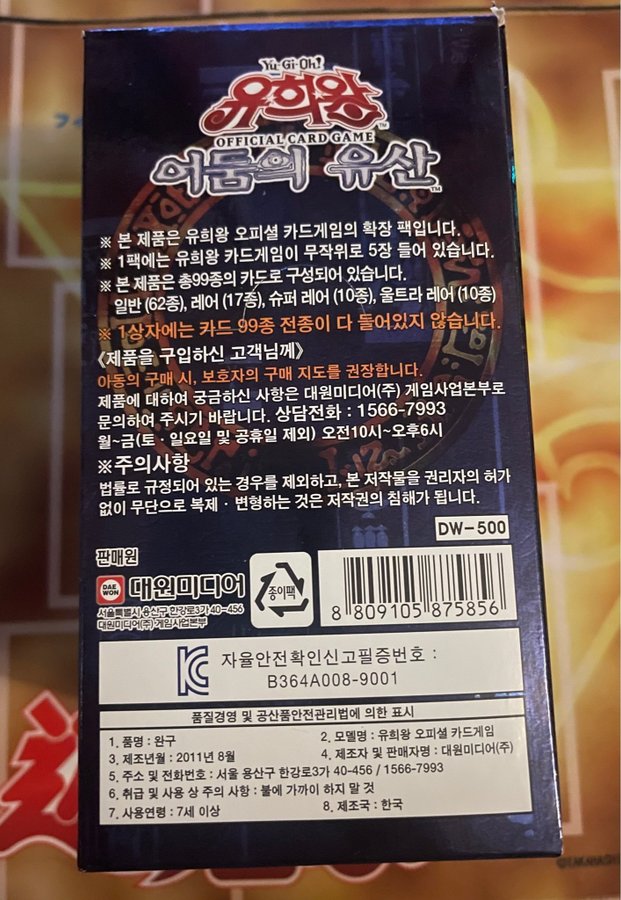 Yu-Gi-Oh!
유희왕™
OFFICIAL CARD GAME
어둠의 유산™
※ 본 제품은 유희왕 오피셜 카드게임의 확장 팩입니다.
※ 1팩에는 유희왕 카드게임이 무작위로 5장 들어 있습니다.
※ 본 제품은 총99종의 카드로 구성되어 있습니다.
일반 (62종), 레어 (17종), 슈퍼 레어 (10종), 울트라 레어 (10종)
※ 1상자에는 카드 99종 전종이 다 들어있지 않습니다.
《제품을 구입하신 고객님께》
아동의 구매 시, 보호자의 구매 지도를 권장합니다.
제품에 대하여 궁금하신 사항은 대원미디어(주) 게임사업본부로
문의하여 주시기 바랍니다. 상담전화 : 1566-7993
월~금(토·일요일 및 공휴일 제외) 오전10시~오후6시
※주의사항
법률로 규정되어 있는 경우를 제외하고, 본 저작물을 권리자의 허가
없이 무단으로 복제·변형하는 것은 저작권의 침해가 됩니다.
DW-500
판매원
DAE WON 대원미디어
서울특별시 용산구 한강로3가 40-456
대원미디어(주) 게임사업본부
종이팩
8 809105 875856
자율안전확인신고필증번호 :
B364A008-9001
품질경영 및 공산품안전관리법에 의한 표시
1. 품명 : 완구 2. 모델명 : 유희왕 오피셜 카드게임
3. 제조년월 : 2011년 8월 4. 제조자 및 판매자명 : 대원미디어(주)
5. 주소 및 전화번호 : 서울 용산구 한강로3가 40-456 / 1566-7993
6. 취급 및 사용 상 주의 사항 : 불에 가까이 하지 말 것
7. 사용연령 : 7세 이상 8. 제조국 : 한국